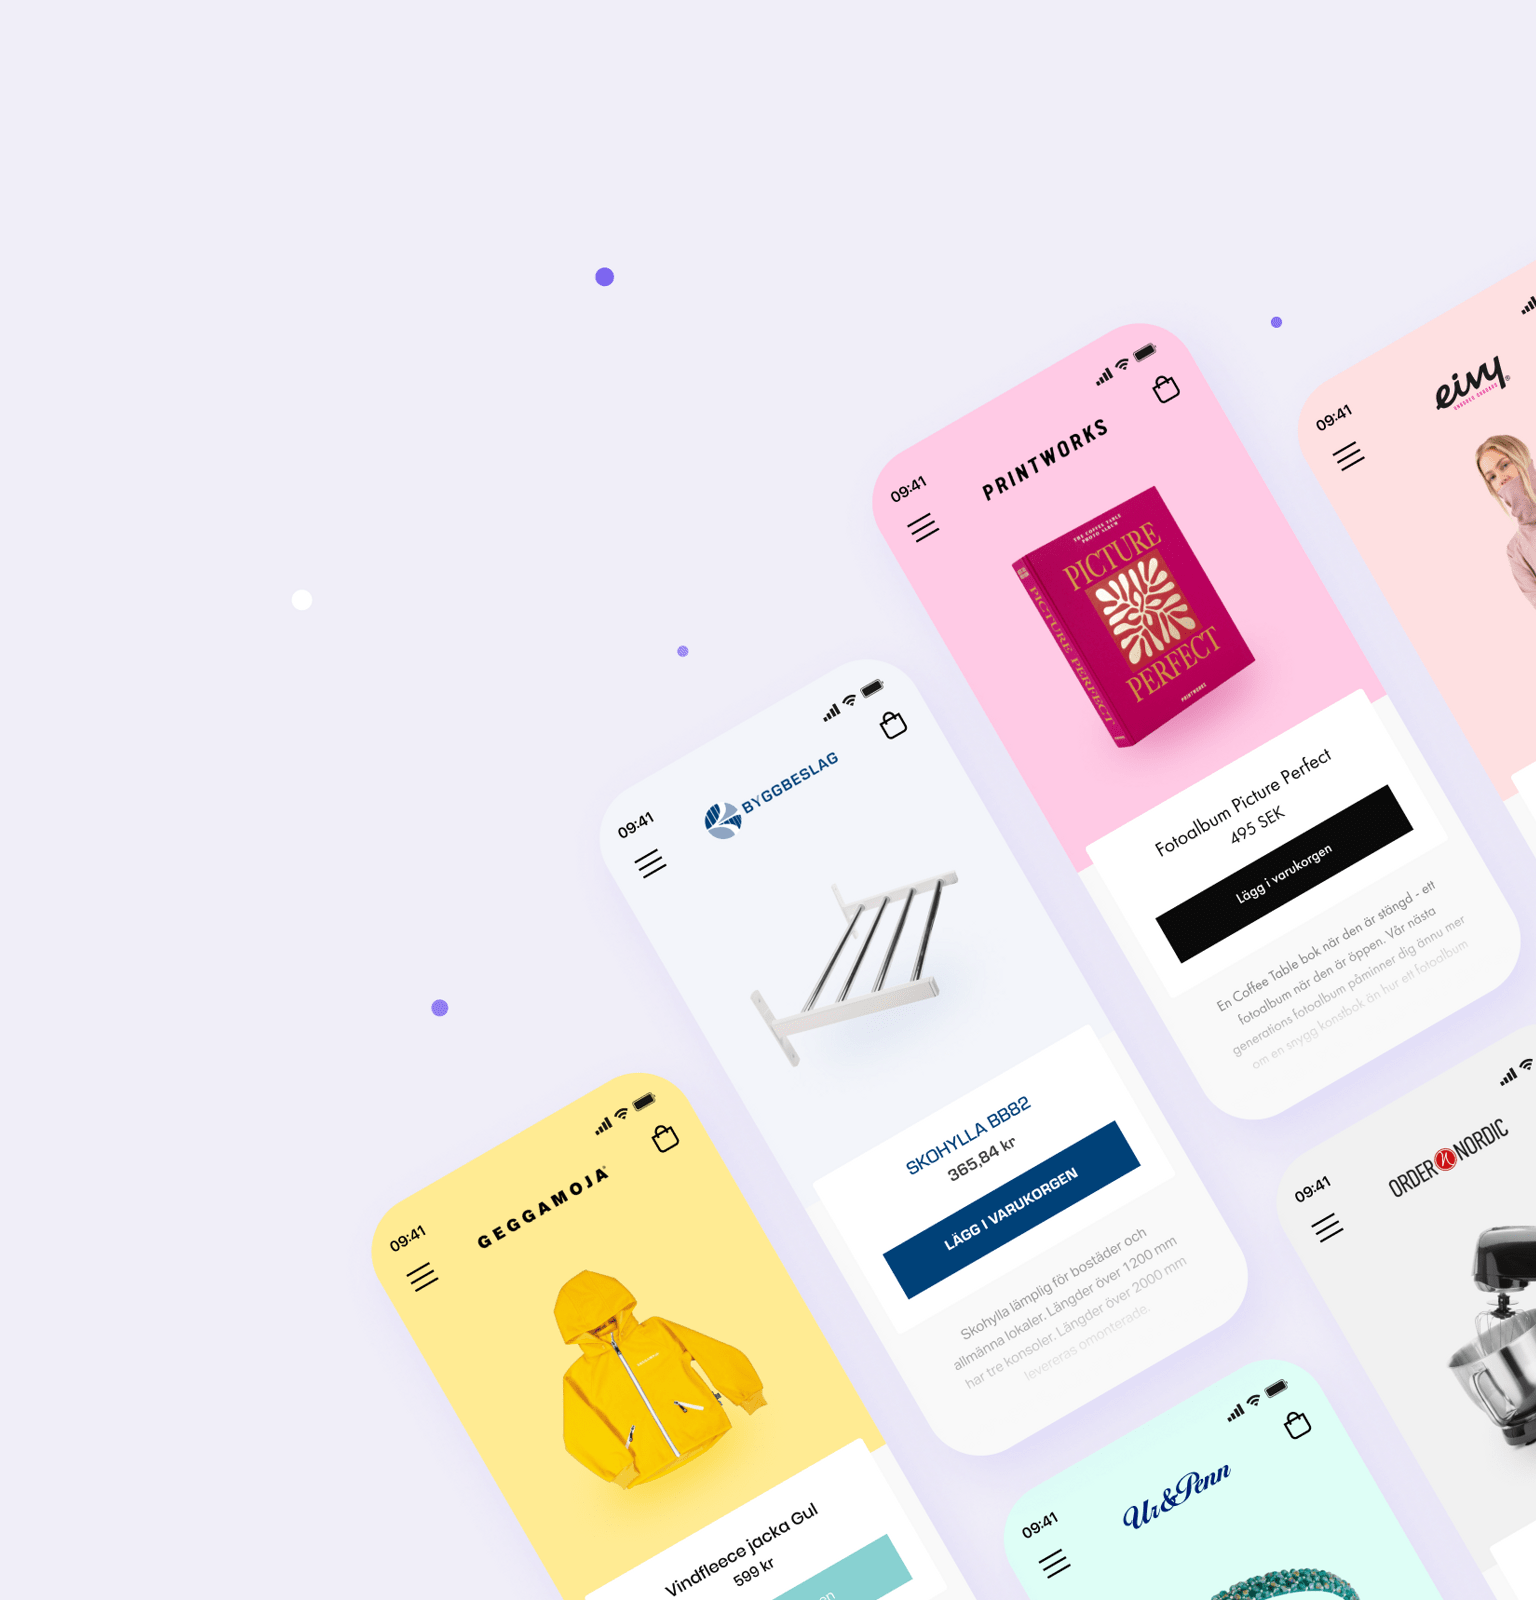 09:41
PRINTWORKS
THE COFFEE TABLE
PHOTO ALBUM
PICTURE
PERFECT
PRINTWORKS
PICTURE PERFECT
Fotoalbum Picture Perfect
495 SEK
Lägg i varukorgen
En Coffee Table bok när den är stängd - ett
fotoalbum när den är öppen. Vår nästa
generations fotoalbum påminner dig ännu mer
om en snygg konstbok än hur ett fotoalbum
09:41
eivy®
09:41
BYGGBESLAG
SKOHYLLA BB82
365,84 kr
LÄGG I VARUKORGEN
Skohylla lämplig för bostäder och
allmänna lokaler. Längder över 1200 mm
har tre konsoler. Längder över 2000 mm
levereras omonterade.
09:41
GEGGAMOJA
Vindfleece jacka Gul
599 kr
en
09:41
ORDER NORDIC
09:41
Ur&Penn